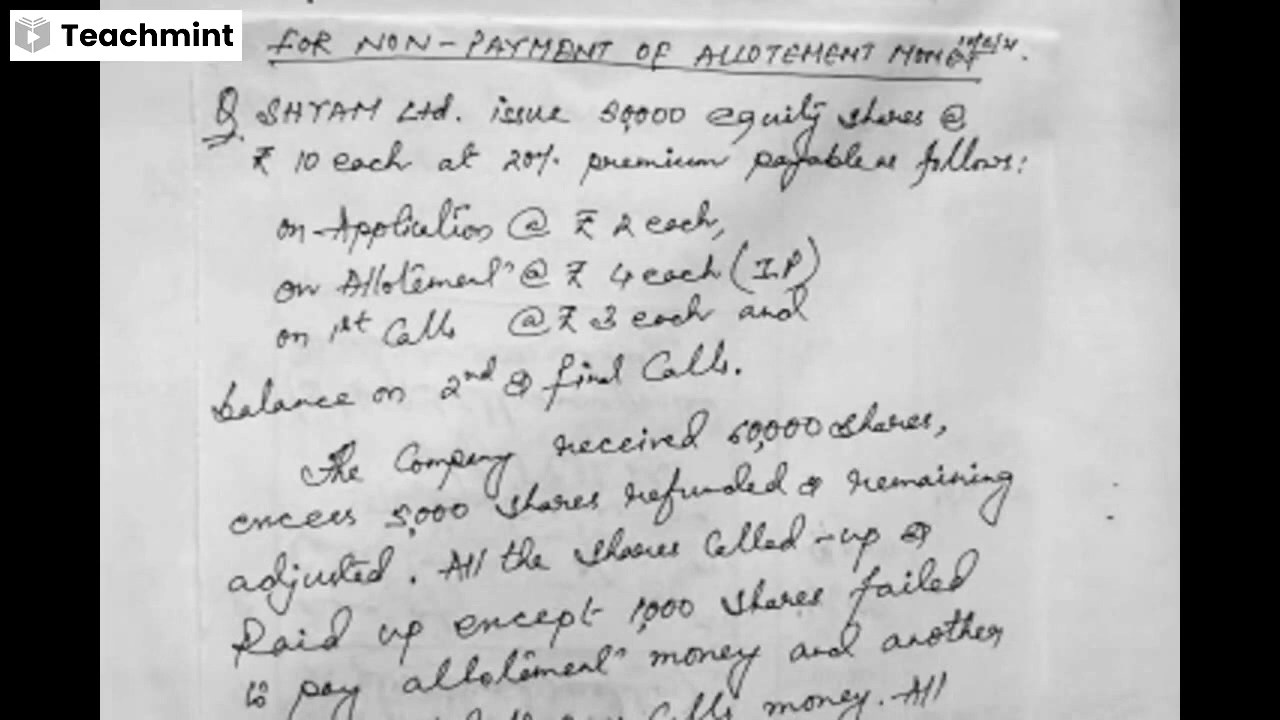 Teachmint
FOR NON-PAYMENT OF ALLOTEMENT MONEY.
Q. SHYAM Ltd. issue 50,000 equity shares @
₹ 10 each at 20% premium payable as follows:
on Application @ ₹ 2 each,
on Allotement @ ₹ 4 each (I.P)
on 1st Calls @ ₹ 3 each and
balance on 2nd & final Calls.
The Company received 60,000 shares,
excess 5,000 shares refunded & remaining
adjusted. All the shares Called-up &
Paid up except 1,000 shares failed
to pay allotement money and another
Calls money. All